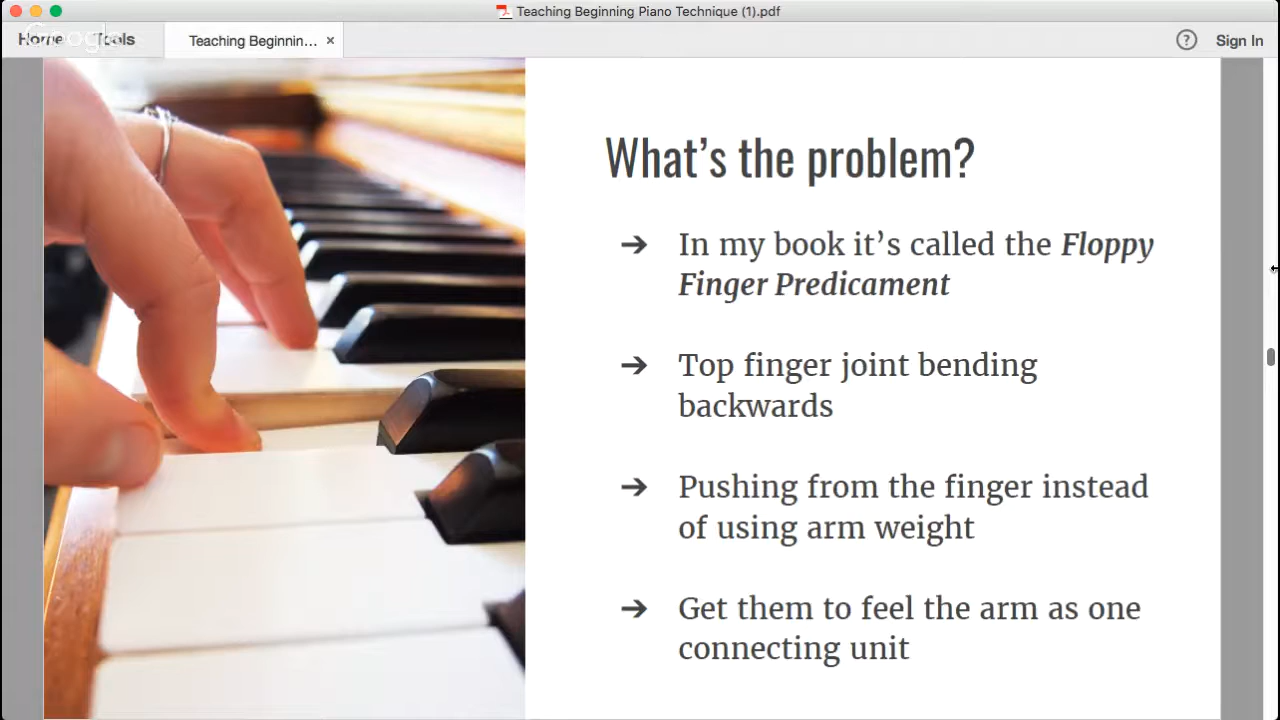 Teaching Beginning Piano Technique (1).pdf
Home
Tools
Google
Teaching Beginnin… ×
? Sign In
What's the problem?
➔ In my book it's called the Floppy
Finger Predicament
➔ Top finger joint bending
backwards
➔ Pushing from the finger instead
of using arm weight
➔ Get them to feel the arm as one
connecting unit